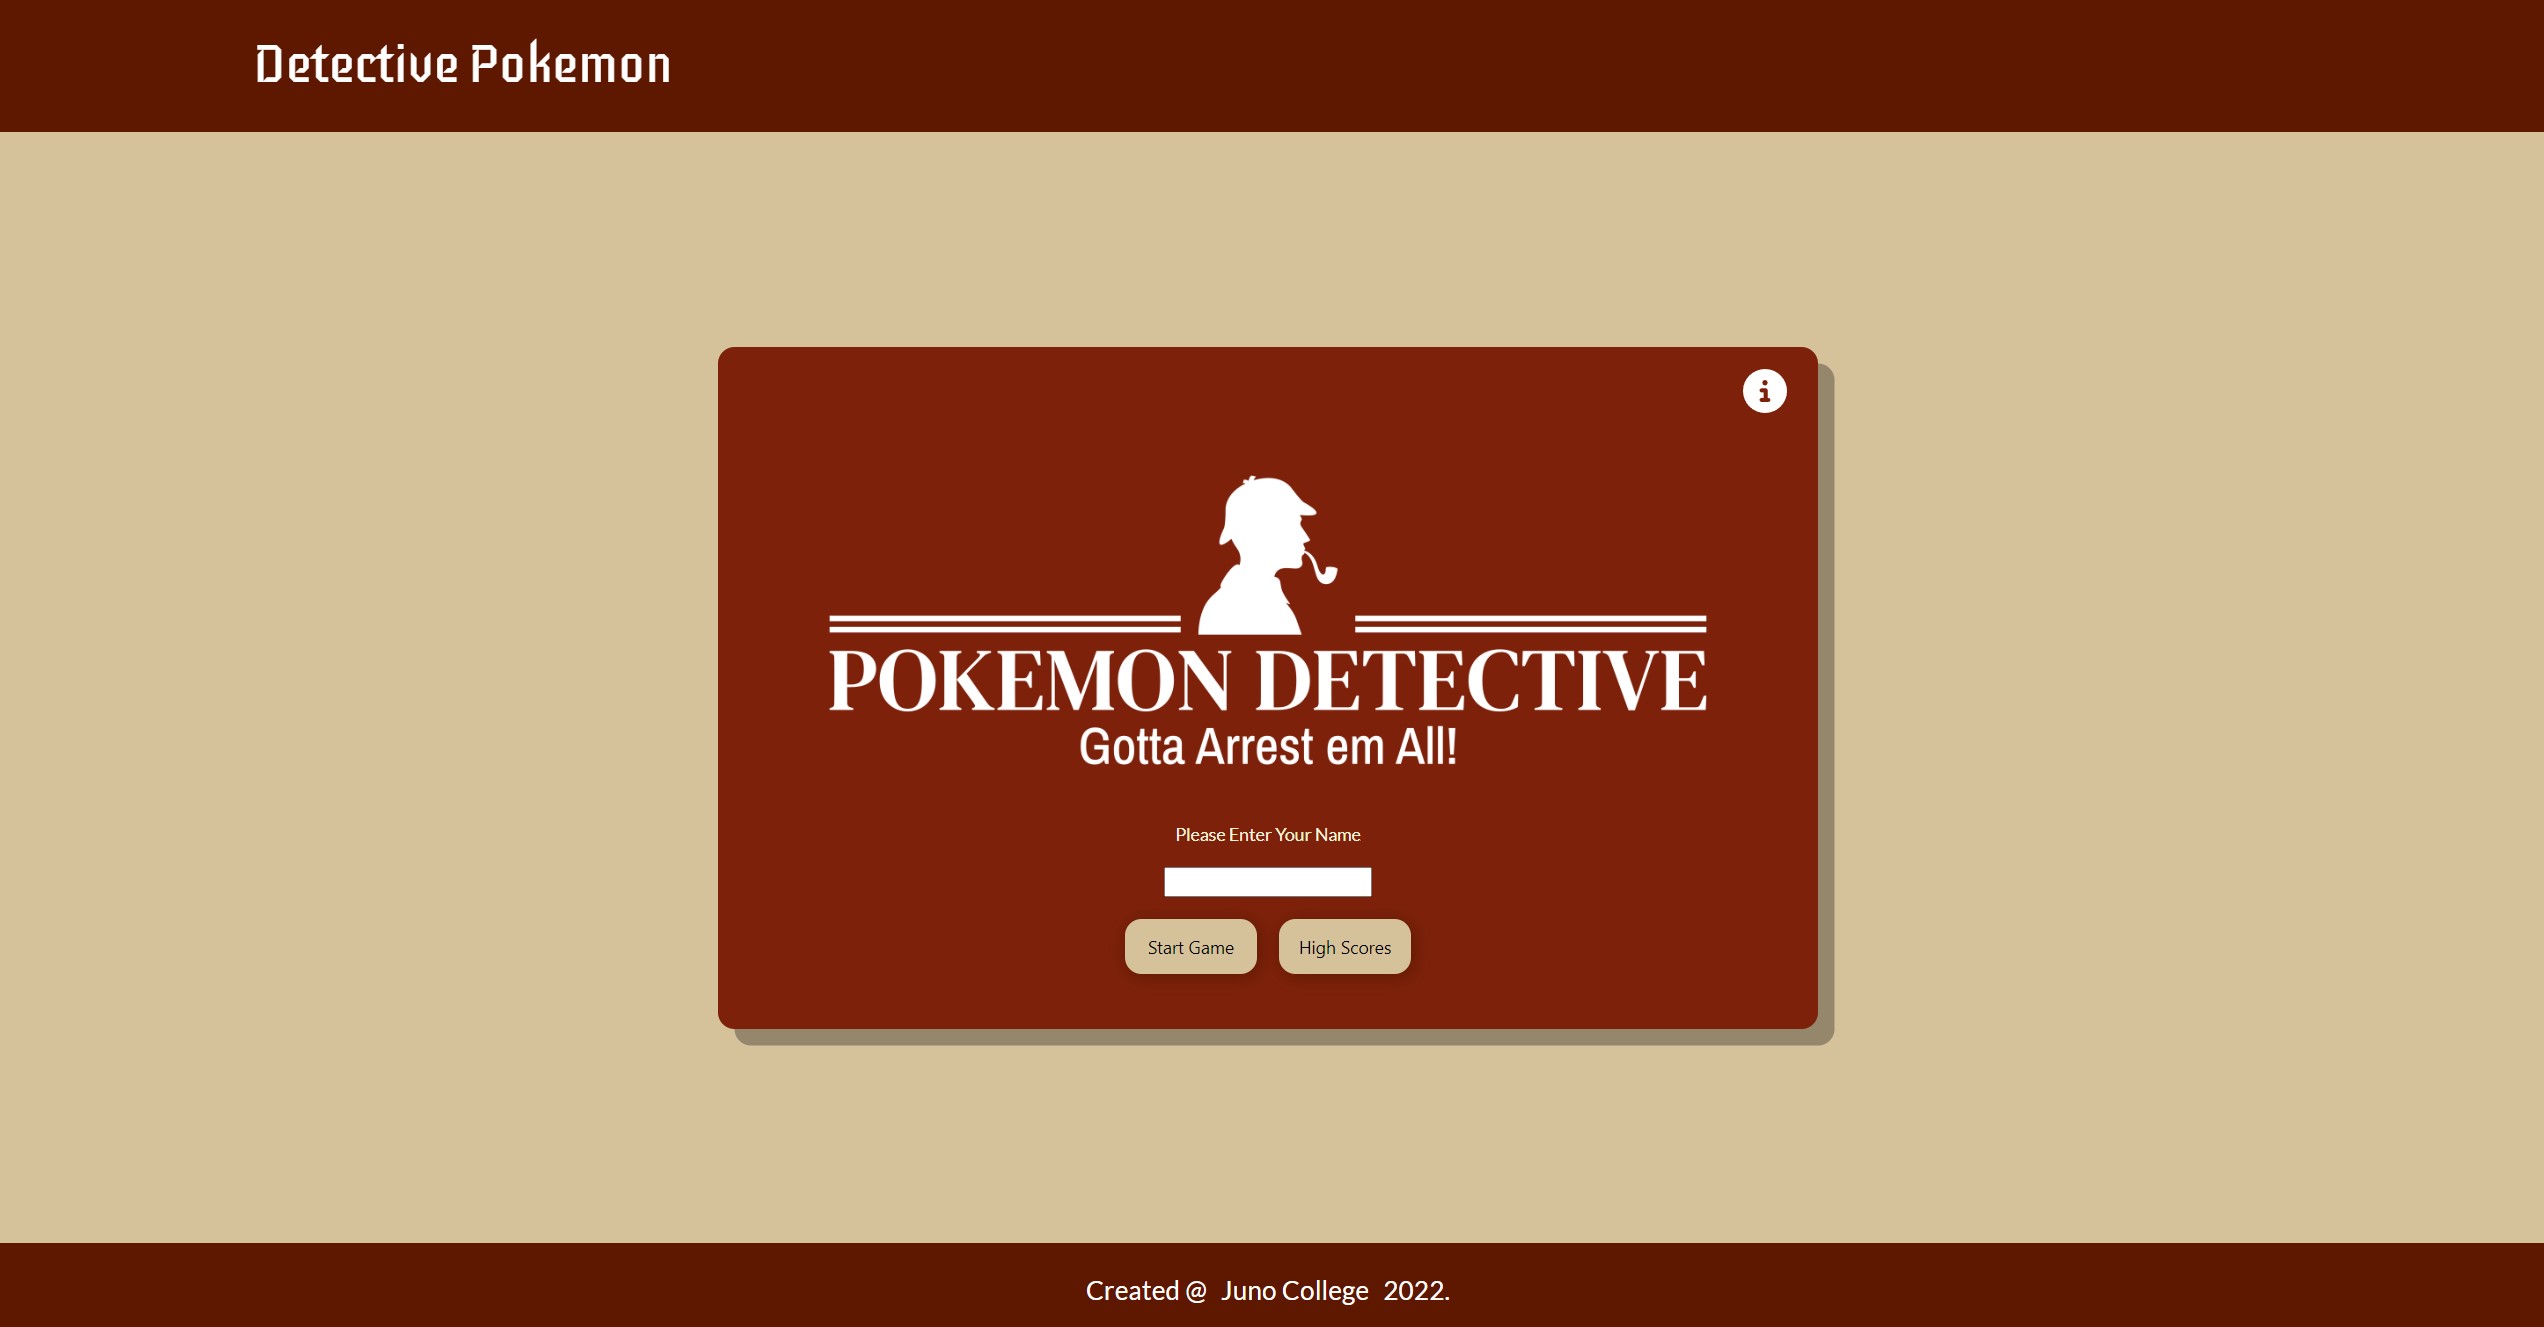 Detective Pokemon
POKEMON DETECTIVE
Gotta Arrest em All!
Please Enter Your Name
Start Game
High Scores
Created @ Juno College 2022.